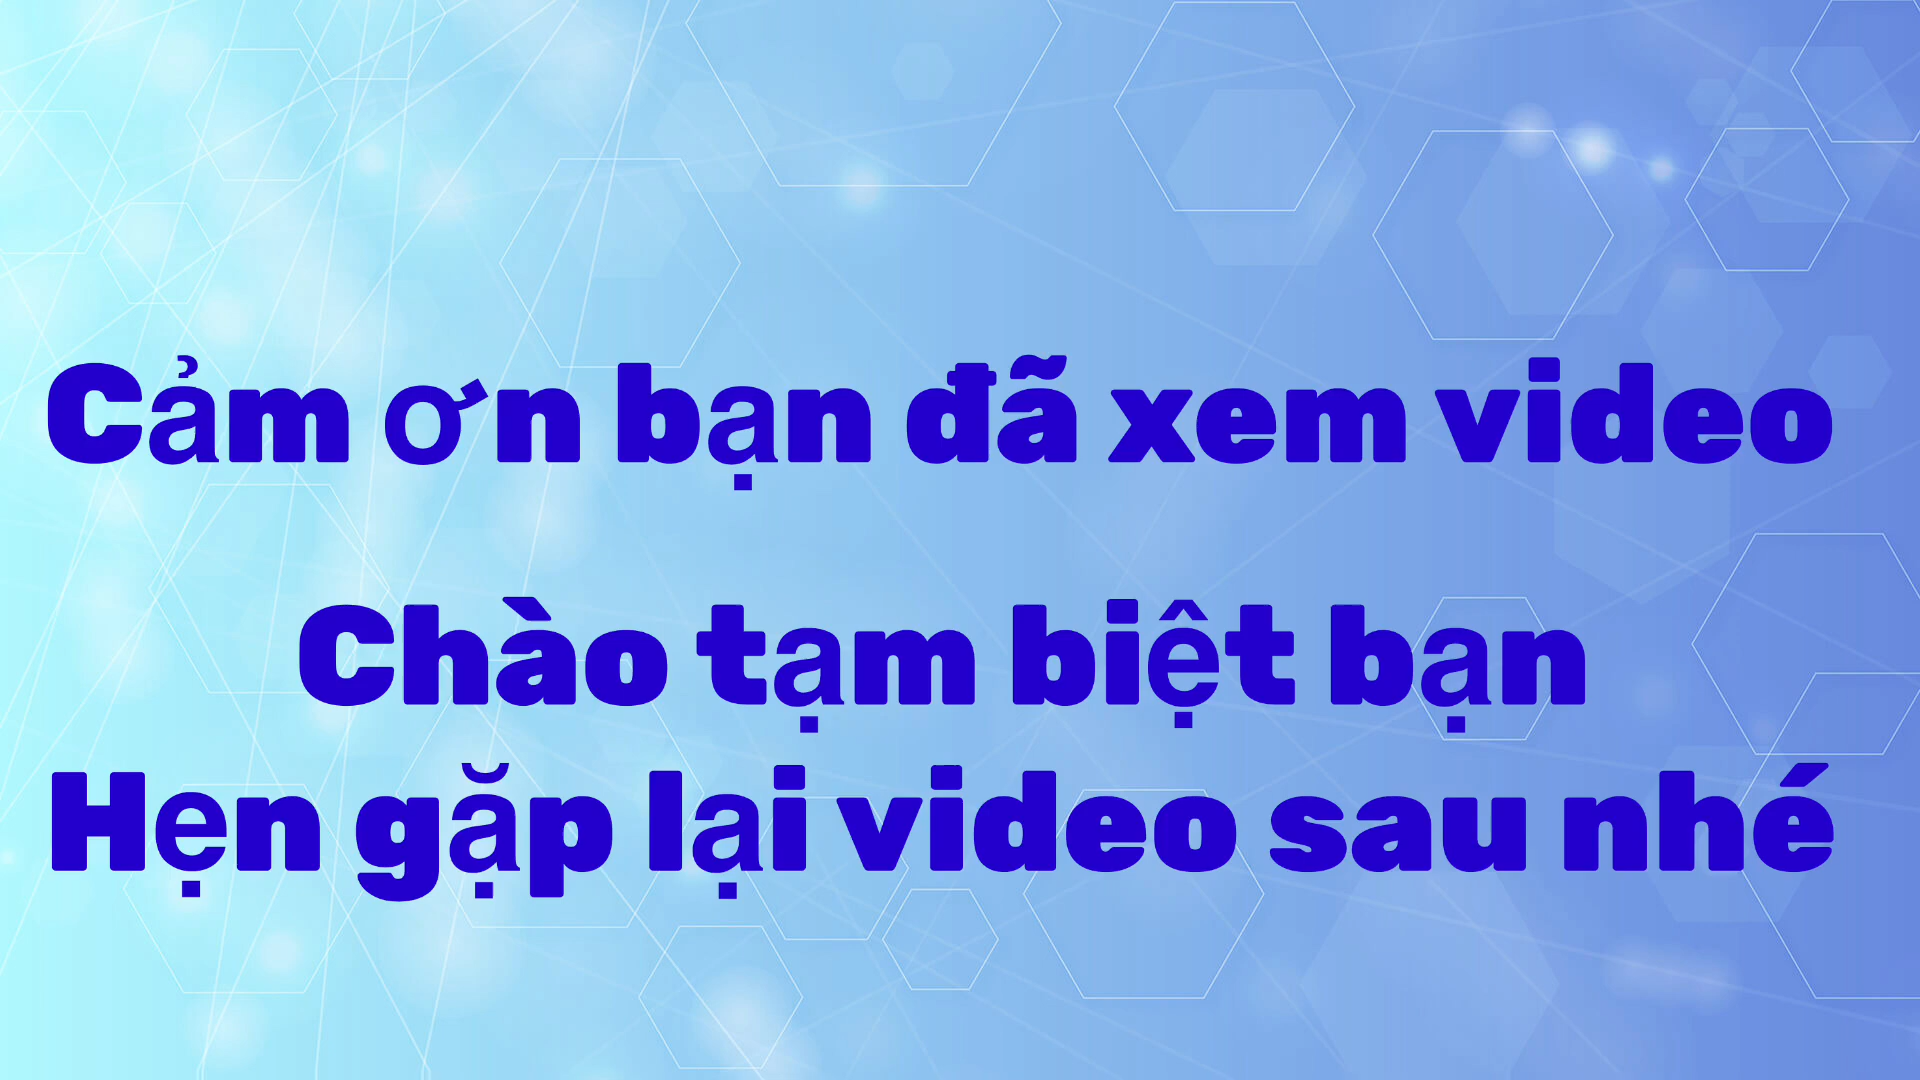 Cảm ơn bạn đã xem video
Chào tạm biệt bạn
Hẹn gặp lại video sau nhé